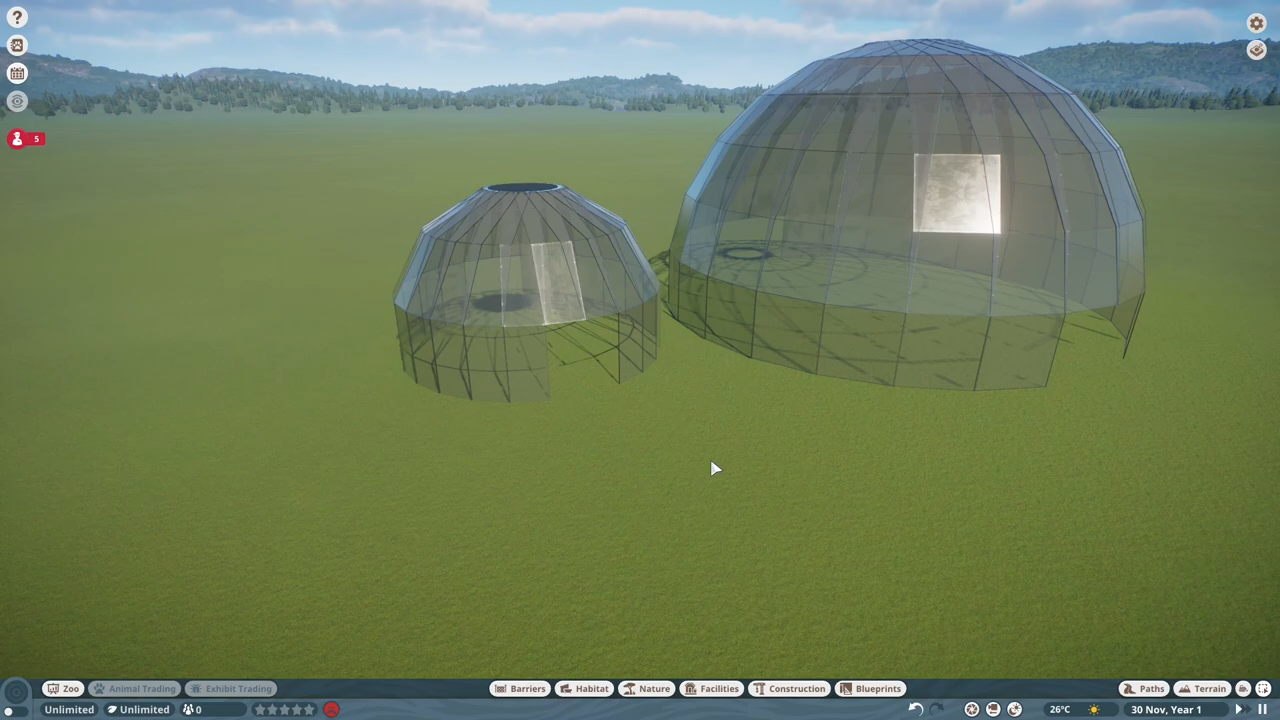 ?
5
Zoo
Animal Trading
Exhibit Trading
Barriers
Habitat
Nature
Facilities
Construction
Blueprints
Paths
Terrain
Unlimited
Unlimited
0
26°C
30 Nov, Year 1